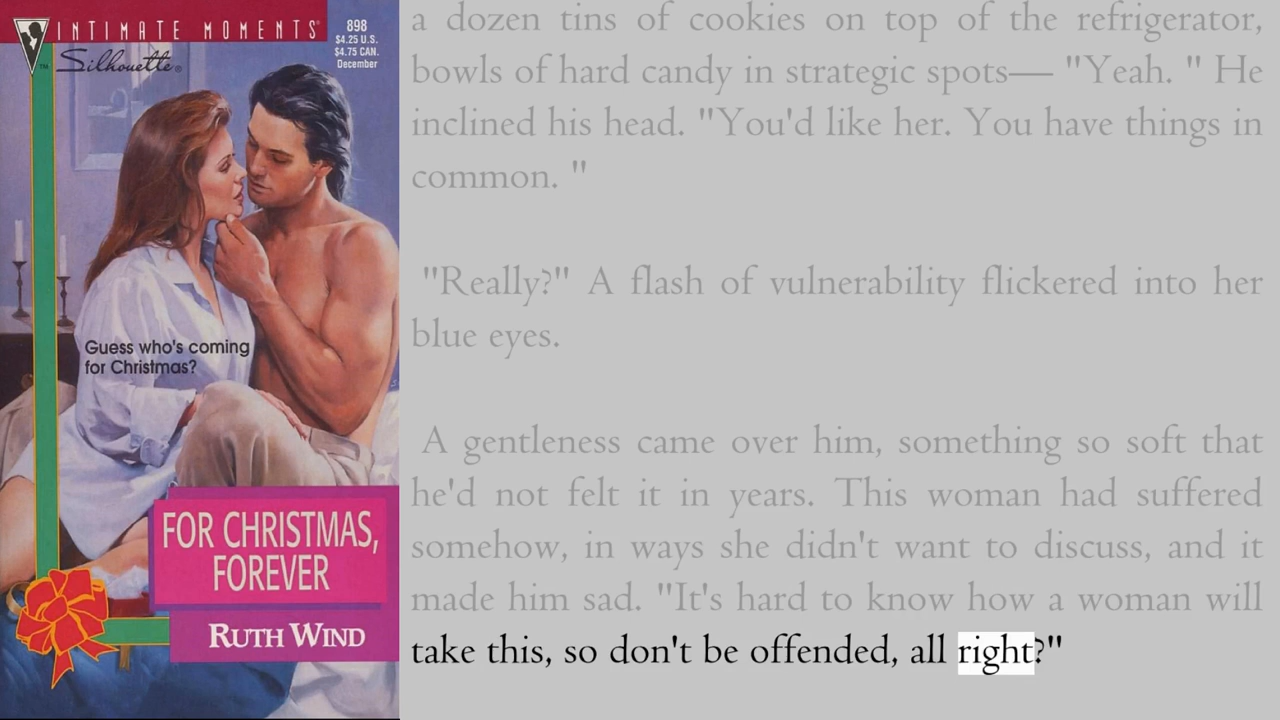 INTIMATE MOMENTS®
™ Silhouette®
898
$4.25 U.S.
$4.75 CAN.
December
Guess who's coming
for Christmas?
FOR CHRISTMAS,
FOREVER
RUTH WIND
a dozen tins of cookies on top of the refrigerator,
bowls of hard candy in strategic spots— "Yeah. " He
inclined his head. "You'd like her. You have things in
common. "
"Really?" A flash of vulnerability flickered into her
blue eyes.
A gentleness came over him, something so soft that
he'd not felt it in years. This woman had suffered
somehow, in ways she didn't want to discuss, and it
made him sad. "It's hard to know how a woman will
take this, so don't be offended, all right?"